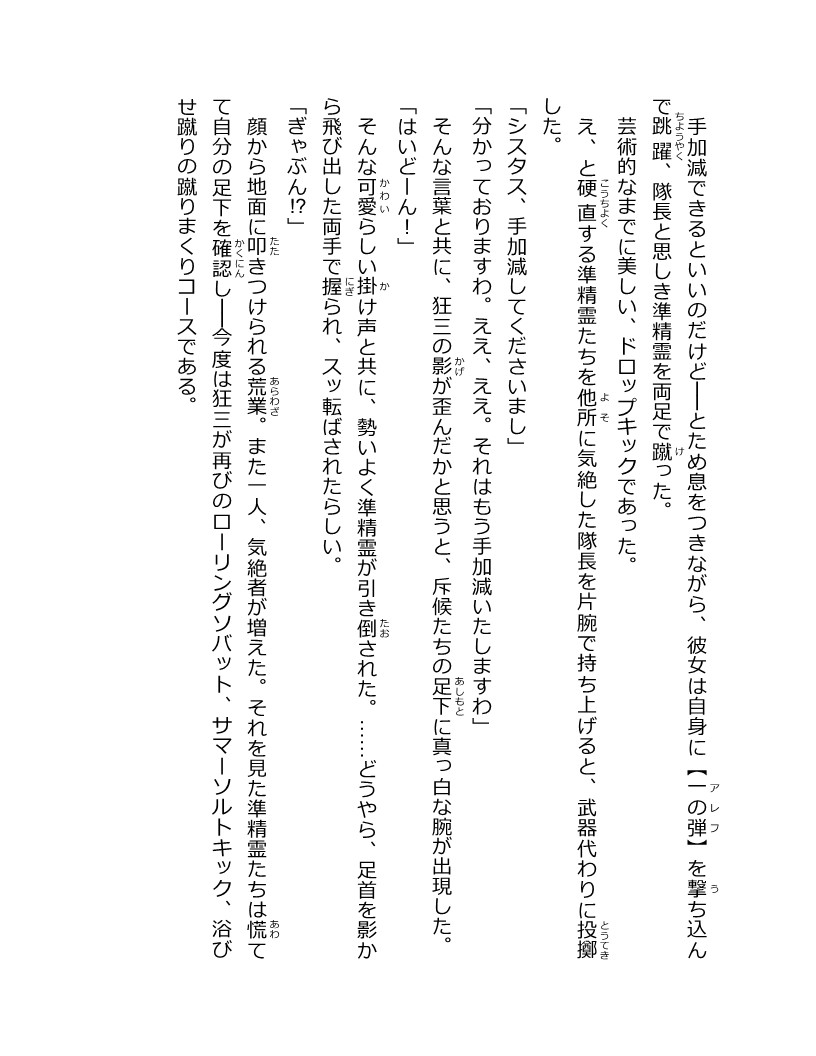 手加減できるといいのだけど――とため息をつきながら、彼女は自身に【一の弾】を撃ち込ん
で跳躍、隊長と思しき準精霊を両足で蹴った。
芸術的なまでに美しい、ドロップキックであった。
え、と硬直する準精霊たちを他所に気絶した隊長を片腕で持ち上げると、武器代わりに投擲
した。
「シスタス、手加減してくださいまし」
「分かっておりますわ。ええ、ええ。それはもう手加減いたしますわ」
そんな言葉と共に、狂三の影が歪んだかと思うと、斥候たちの足下に真っ白な腕が出現した。
「はいどーん！」
そんな可愛らしい掛け声と共に、勢いよく準精霊が引き倒された。……どうやら、足首を影か
ら飛び出した両手で握られ、スッ転ばされたらしい。
「ぎゃぶん!?」
顔から地面に叩きつけられる荒業。また一人、気絶者が増えた。それを見た準精霊たちは慌て
て自分の足下を確認し――今度は狂三が再びのローリングソバット、サマーソルトキック、浴び
せ蹴りの蹴りまくりコースである。